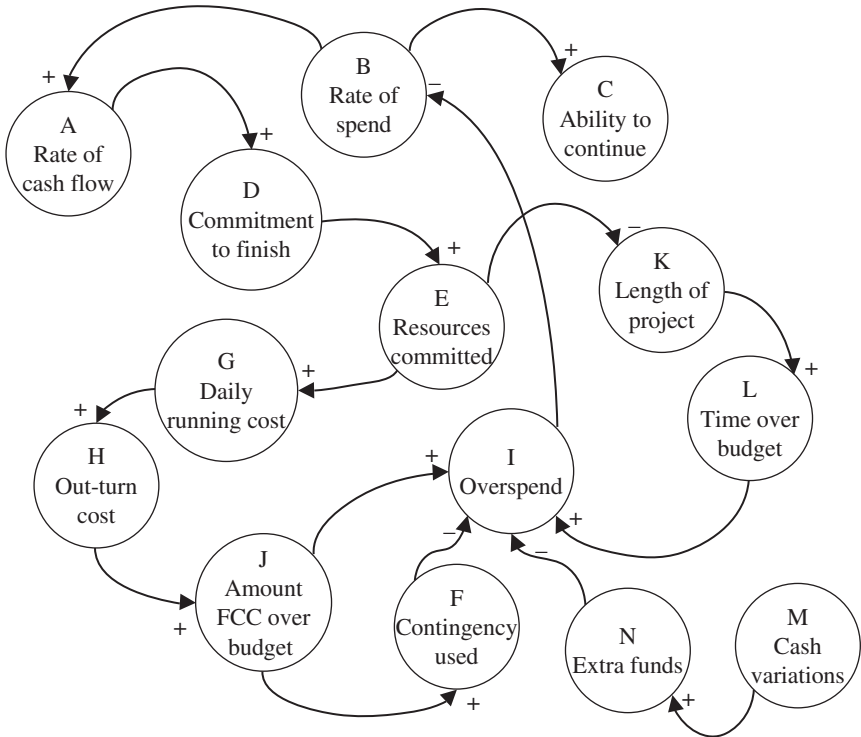 +
B
Rate of
spend
−
+
C
Ability to
continue
A
Rate of
cash flow
+
D
Commitment
to finish
+
−
K
Length of
project
E
Resources
committed
G
Daily
running cost
+
+
L
Time over
budget
+
H
Out-turn
cost
+
I
Overspend
+
−
−
J
Amount
FCC over
budget
+
F
Contingency
used
+
N
Extra funds
+
M
Cash
variations